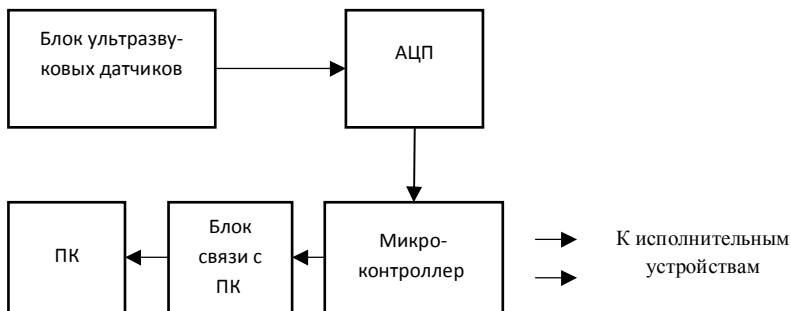 Блок ультразву-
ковых датчиков
АЦП
ПК
Блок
связи с
ПК
Микро-
контроллер
К исполнительным
устройствам